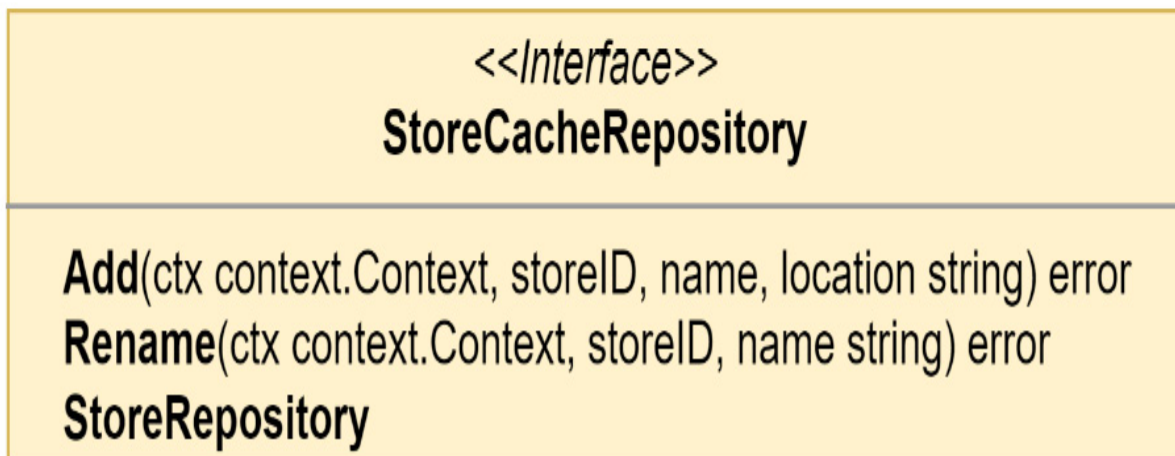 <<Interface>>
StoreCacheRepository
Add(ctx context.Context, storeID, name, location string) error
Rename(ctx context.Context, storeID, name string) error
StoreRepository